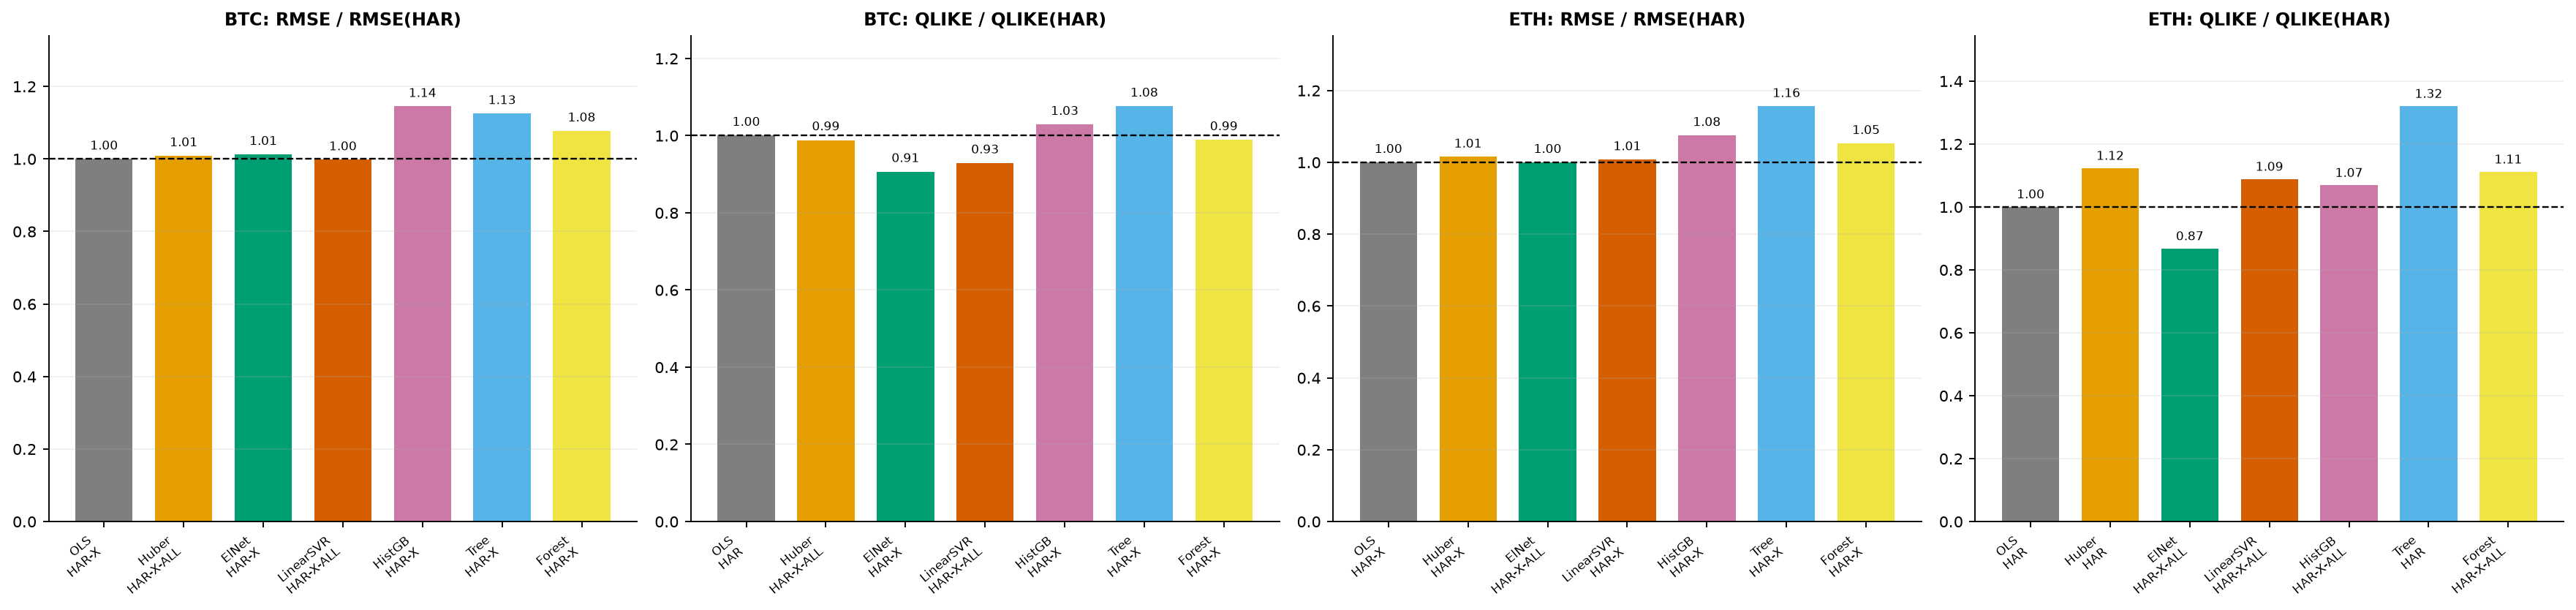 BTC: RMSE / RMSE(HAR)
1.2
1.0
0.8
0.6
0.4
0.2
0.0
1.00
1.01
1.01
1.00
1.14
1.13
1.08
OLS
HAR-X
Huber
HAR-X-ALL
ElNet
HAR-X
LinearSVR
HAR-X-ALL
HistGB
HAR-X
Tree
HAR-X
Forest
HAR-X
BTC: QLIKE / QLIKE(HAR)
1.2
1.0
0.8
0.6
0.4
0.2
0.0
1.00
0.99
0.91
0.93
1.03
1.08
0.99
OLS
HAR
Huber
HAR-X-ALL
ElNet
HAR-X
LinearSVR
HAR-X-ALL
HistGB
HAR-X
Tree
HAR-X
Forest
HAR-X
ETH: RMSE / RMSE(HAR)
1.2
1.0
0.8
0.6
0.4
0.2
0.0
1.00
1.01
1.00
1.01
1.08
1.16
1.05
OLS
HAR-X
Huber
HAR-X
ElNet
HAR-X-ALL
LinearSVR
HAR-X
HistGB
HAR-X
Tree
HAR-X
Forest
HAR-X
ETH: QLIKE / QLIKE(HAR)
1.4
1.2
1.0
0.8
0.6
0.4
0.2
0.0
1.00
1.12
0.87
1.09
1.07
1.32
1.11
OLS
HAR
Huber
HAR
ElNet
HAR-X-ALL
LinearSVR
HAR-X-ALL
HistGB
HAR-X-ALL
Tree
HAR
Forest
HAR-X-ALL